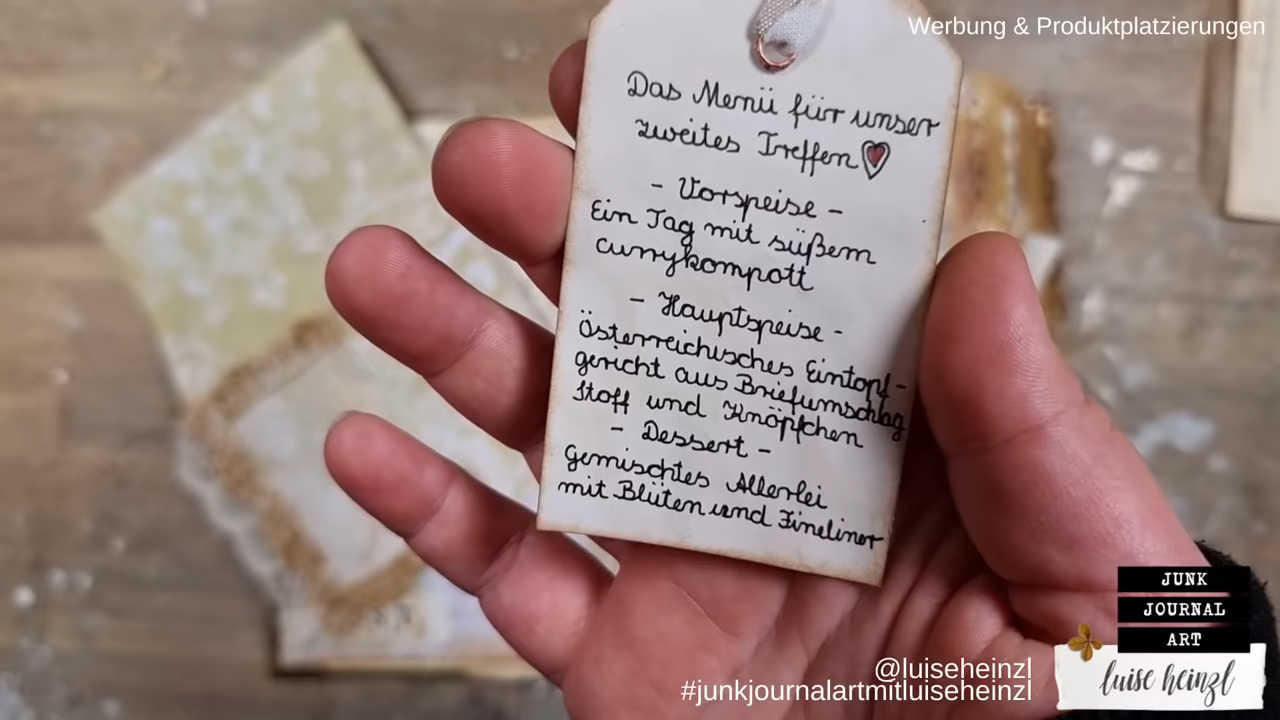 Werbung & Produktplatzierungen
Das Menü für unser
zweites Treffen
- Vorspeise -
Ein Tag mit süßem
Currykompott
- Hauptspeise -
Österreichisches Eintopf-
gericht aus Briefumschlag
Stoff und Knöpfchen
- Dessert -
Gemischtes Allerlei
mit Blüten und Fineliner
JUNK
JOURNAL
ART
luise heinzl
@luiseheinzl
#junkjournalartmitluiseheinzl